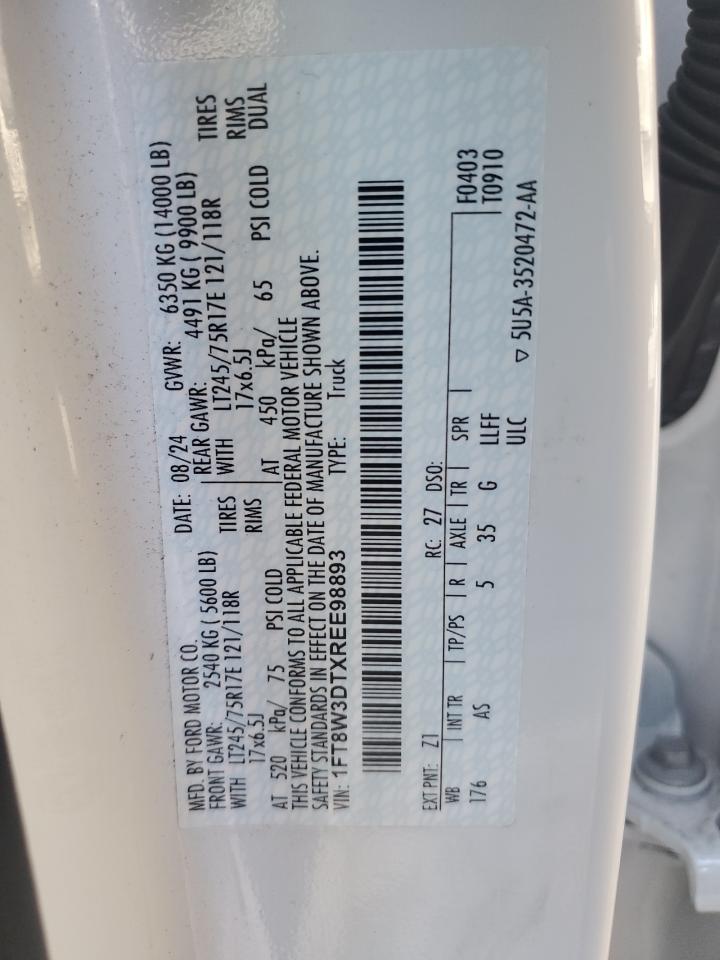 MFD. BY FORD MOTOR CO. DATE: 08/24 GVWR: 6350 KG (14000 LB)
FRONT GAWR: 2540 KG ( 5600 LB) REAR GAWR: 4491 KG ( 9900 LB)
WITH LT245/75R17E 121/118R TIRES WITH LT245/75R17E 121/118R TIRES
17x6.5J RIMS 17x6.5J RIMS
AT 520 kPa/ 75 PSI COLD AT 450 kPa/ 65 PSI COLD DUAL
THIS VEHICLE CONFORMS TO ALL APPLICABLE FEDERAL MOTOR VEHICLE
SAFETY STANDARDS IN EFFECT ON THE DATE OF MANUFACTURE SHOWN ABOVE.
VIN: 1FT8W3DTXREE98893 TYPE: Truck
EXT PNT: Z1 RC: 27 DSO: F0403
WB INT TR TP/PS R AXLE TR SPR T0910
176 AS 5 35 G LLFF
ULC ▽ 5U5A-3520472-AA